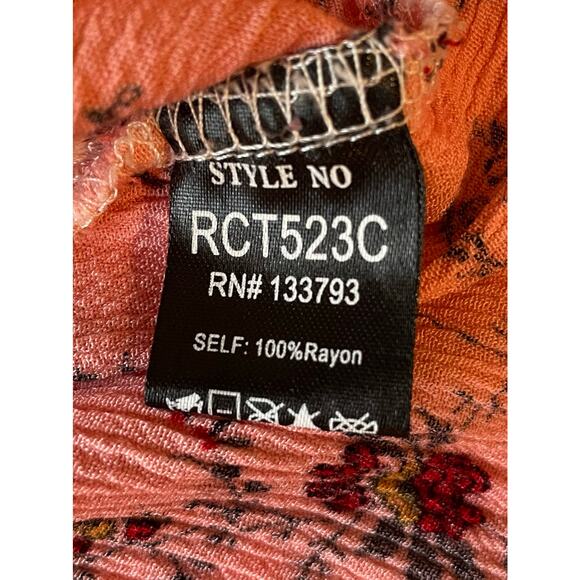 STYLE NO
RCT523C
RN# 133793
SELF: 100%Rayon